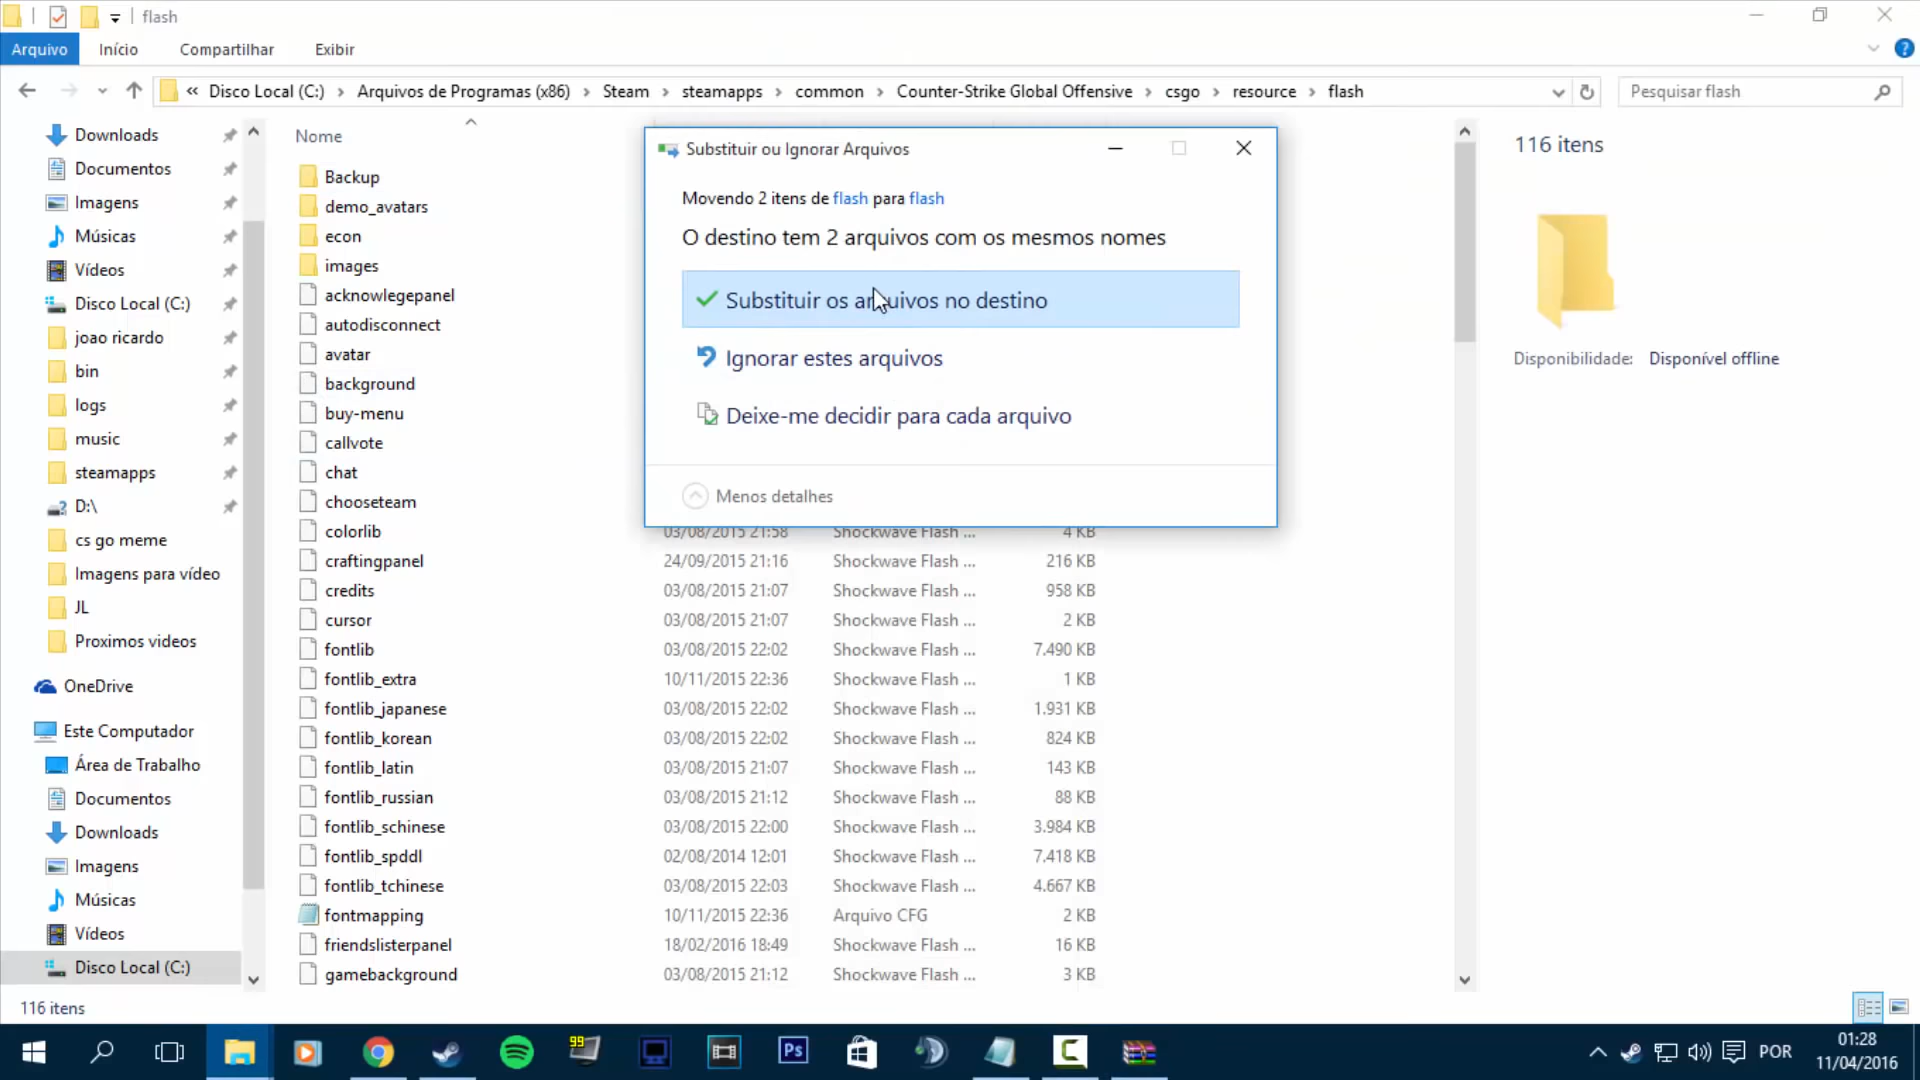 flash
Arquivo Início Compartilhar Exibir
« Disco Local (C:) › Arquivos de Programas (x86) › Steam › steamapps › common › Counter-Strike Global Offensive › csgo › resource › flash
Pesquisar flash
Downloads
Documentos
Imagens
Músicas
Vídeos
Disco Local (C:)
joao ricardo
bin
logs
music
steamapps
D:\
cs go meme
Imagens para vídeo
JL
Proximos videos
OneDrive
Este Computador
Área de Trabalho
Documentos
Downloads
Imagens
Músicas
Vídeos
Disco Local (C:)
Nome
Backup
demo_avatars
econ
images
acknowlegepanel
autodisconnect
avatar
background
buy-menu
callvote
chat
chooseteam
colorlib 03/08/2015 21:58 Shockwave Flash ... 4 KB
craftingpanel 24/09/2015 21:16 Shockwave Flash ... 216 KB
credits 03/08/2015 21:07 Shockwave Flash ... 958 KB
cursor 03/08/2015 21:07 Shockwave Flash ... 2 KB
fontlib 03/08/2015 22:02 Shockwave Flash ... 7.490 KB
fontlib_extra 10/11/2015 22:36 Shockwave Flash ... 1 KB
fontlib_japanese 03/08/2015 22:02 Shockwave Flash ... 1.931 KB
fontlib_korean 03/08/2015 22:02 Shockwave Flash ... 824 KB
fontlib_latin 03/08/2015 21:07 Shockwave Flash ... 143 KB
fontlib_russian 03/08/2015 21:12 Shockwave Flash ... 88 KB
fontlib_schinese 03/08/2015 22:00 Shockwave Flash ... 3.984 KB
fontlib_spddl 02/08/2014 12:01 Shockwave Flash ... 7.418 KB
fontlib_tchinese 03/08/2015 22:03 Shockwave Flash ... 4.667 KB
fontmapping 10/11/2015 22:36 Arquivo CFG 2 KB
friendslisterpanel 18/02/2016 18:49 Shockwave Flash ... 16 KB
gamebackground 03/08/2015 21:12 Shockwave Flash ... 3 KB
Substituir ou Ignorar Arquivos
Movendo 2 itens de flash para flash
O destino tem 2 arquivos com os mesmos nomes
Substituir os arquivos no destino
Ignorar estes arquivos
Deixe-me decidir para cada arquivo
Menos detalhes
116 itens
Disponibilidade: Disponível offline
116 itens
99
Ps
POR
01:28
11/04/2016